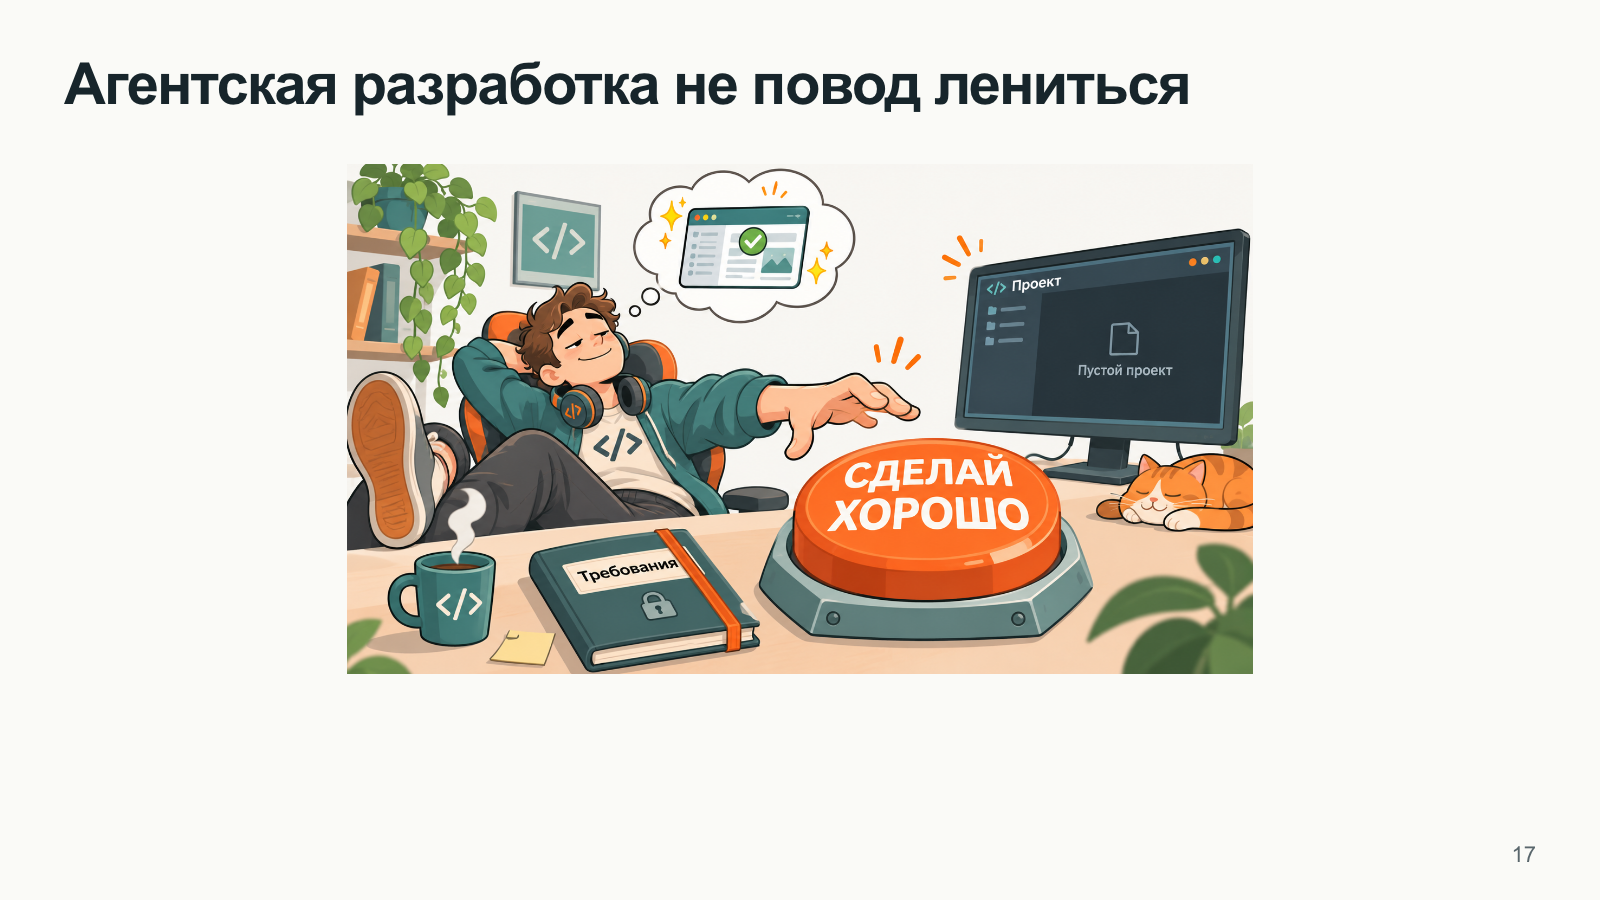 Агентская разработка не повод лениться
</>
</> Проект
Пустой проект
</>
</>
СДЕЛАЙ
ХОРОШО
Требования
</>
17